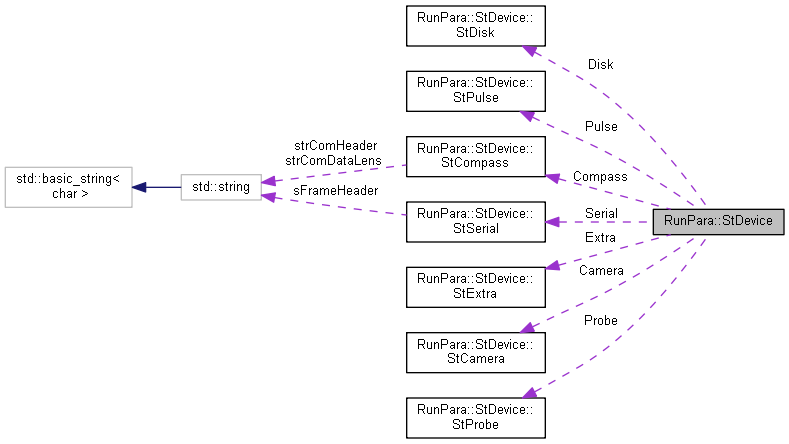 RunPara::StDevice::
StDisk
Disk
RunPara::StDevice::
StPulse
Pulse
strComHeader
strComDataLens
RunPara::StDevice::
StCompass
Compass
std::basic_string<
char >
std::string
sFrameHeader
RunPara::StDevice::
StSerial
Serial
RunPara::StDevice
Extra
RunPara::StDevice::
StExtra
Camera
RunPara::StDevice::
StCamera
Probe
RunPara::StDevice::
StProbe